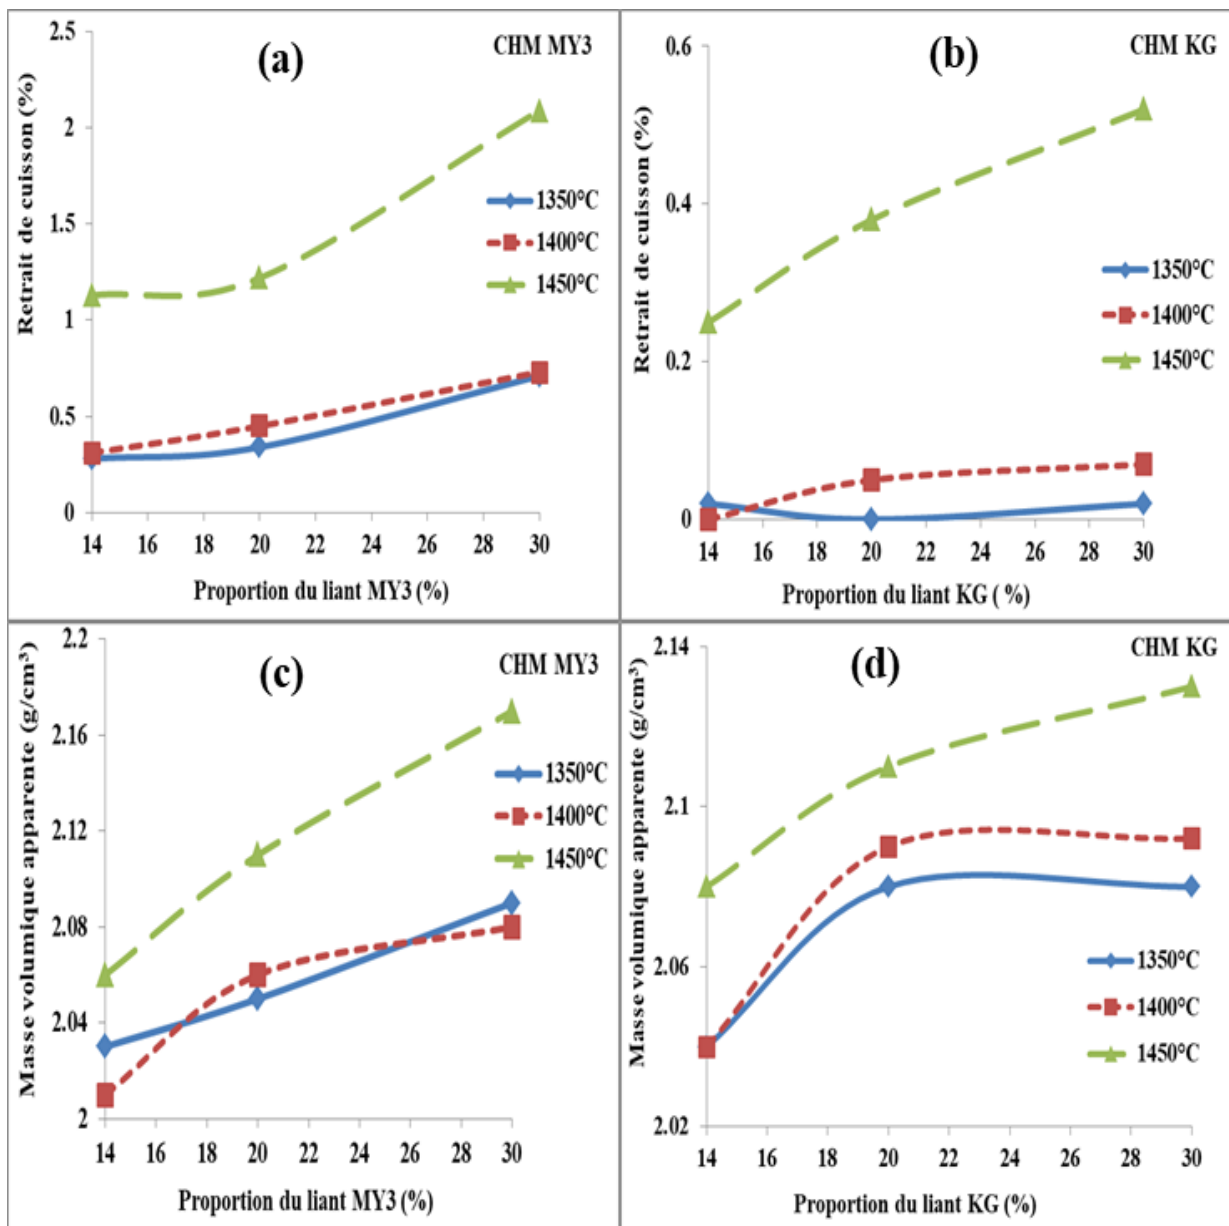 (a)
CHM MY3
Retrait de cuisson (%)
2.5
2
1.5
1
0.5
0
1350°C
1400°C
1450°C
14 16 18 20 22 24 26 28 30
Proportion du liant MY3 (%)
(b)
CHM KG
Retrait de cuisson (%)
0.6
0.4
0.2
0
1350°C
1400°C
1450°C
14 16 18 20 22 24 26 28 30
Proportion du liant KG ( %)
(c)
CHM MY3
Masse volumique apparente (g/cm³)
2.2
2.16
2.12
2.08
2.04
2
1350°C
1400°C
1450°C
14 16 18 20 22 24 26 28 30
Proportion du liant MY3 (%)
(d)
CHM KG
Masse volumique apparente (g/cm³)
2.14
2.1
2.06
2.02
1350°C
1400°C
1450°C
14 16 18 20 22 24 26 28 30
Proportion du liant KG (%)